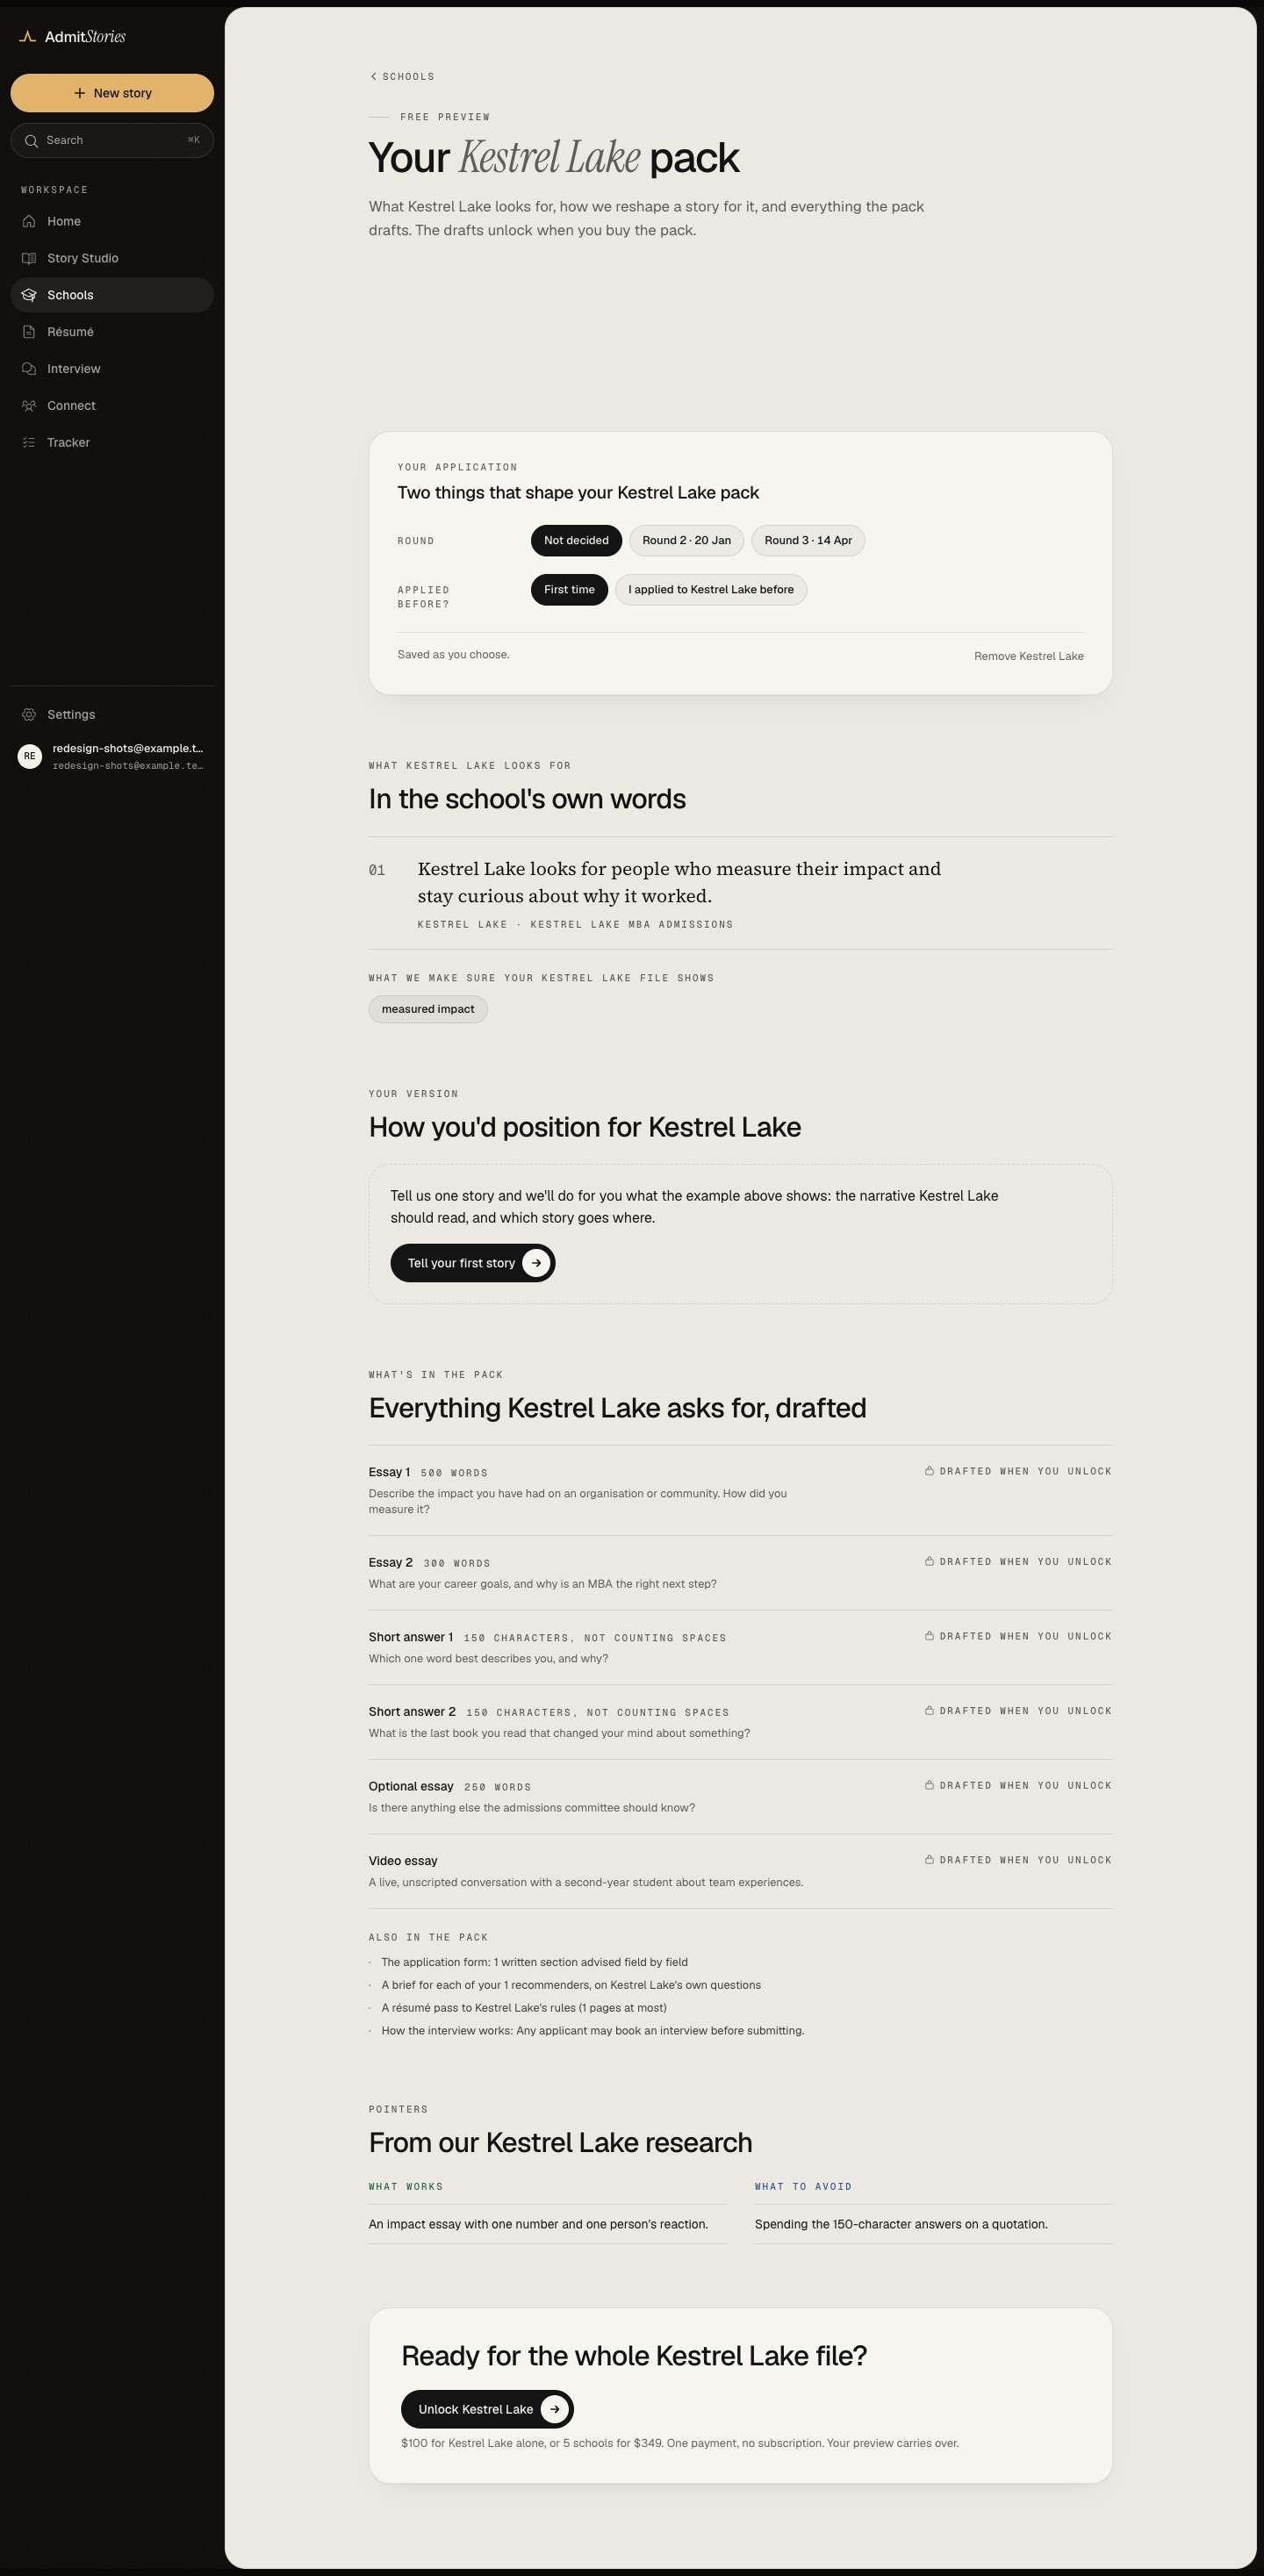 AdmitStories
New story
Search ⌘K
WORKSPACE
Home
Story Studio
Schools
Résumé
Interview
Connect
Tracker
Settings
RE
redesign-shots@example.t…
redesign-shots@example.te…
SCHOOLS
FREE PREVIEW
Your Kestrel Lake pack
What Kestrel Lake looks for, how we reshape a story for it, and everything the pack
drafts. The drafts unlock when you buy the pack.
YOUR APPLICATION
Two things that shape your Kestrel Lake pack
ROUND
Not decided
Round 2 · 20 Jan
Round 3 · 14 Apr
APPLIED
BEFORE?
First time
I applied to Kestrel Lake before
Saved as you choose.
Remove Kestrel Lake
WHAT KESTREL LAKE LOOKS FOR
In the school's own words
01
Kestrel Lake looks for people who measure their impact and
stay curious about why it worked.
KESTREL LAKE · KESTREL LAKE MBA ADMISSIONS
WHAT WE MAKE SURE YOUR KESTREL LAKE FILE SHOWS
measured impact
YOUR VERSION
How you'd position for Kestrel Lake
Tell us one story and we'll do for you what the example above shows: the narrative Kestrel Lake
should read, and which story goes where.
Tell your first story
WHAT'S IN THE PACK
Everything Kestrel Lake asks for, drafted
Essay 1 500 WORDS
DRAFTED WHEN YOU UNLOCK
Describe the impact you have had on an organisation or community. How did you
measure it?
Essay 2 300 WORDS
DRAFTED WHEN YOU UNLOCK
What are your career goals, and why is an MBA the right next step?
Short answer 1 150 CHARACTERS, NOT COUNTING SPACES
DRAFTED WHEN YOU UNLOCK
Which one word best describes you, and why?
Short answer 2 150 CHARACTERS, NOT COUNTING SPACES
DRAFTED WHEN YOU UNLOCK
What is the last book you read that changed your mind about something?
Optional essay 250 WORDS
DRAFTED WHEN YOU UNLOCK
Is there anything else the admissions committee should know?
Video essay
DRAFTED WHEN YOU UNLOCK
A live, unscripted conversation with a second-year student about team experiences.
ALSO IN THE PACK
· The application form: 1 written section advised field by field
· A brief for each of your 1 recommenders, on Kestrel Lake's own questions
· A résumé pass to Kestrel Lake's rules (1 pages at most)
· How the interview works: Any applicant may book an interview before submitting.
POINTERS
From our Kestrel Lake research
WHAT WORKS
An impact essay with one number and one person's reaction.
WHAT TO AVOID
Spending the 150-character answers on a quotation.
Ready for the whole Kestrel Lake file?
Unlock Kestrel Lake
$100 for Kestrel Lake alone, or 5 schools for $349. One payment, no subscription. Your preview carries over.